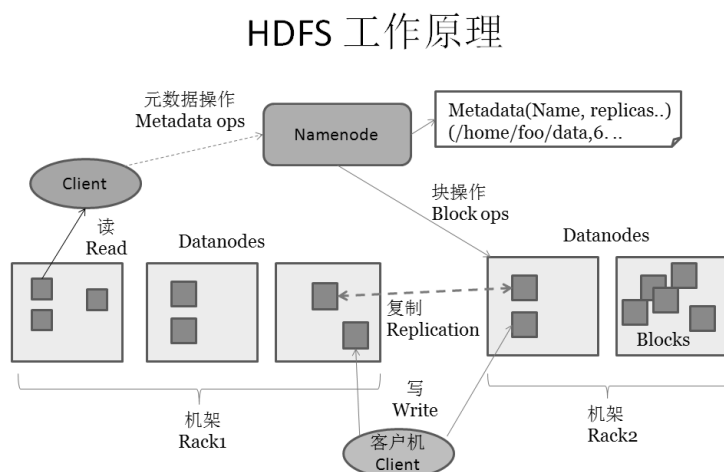 HDFS 工作原理
元数据操作
Metadata ops
Namenode
Metadata(Name, replicas..)
(/home/foo/data,6. ..
Client
块操作
Block ops
读
Read
Datanodes
Datanodes
复制
Replication
Blocks
机架
Rack1
写
Write
机架
Rack2
客户机
Client